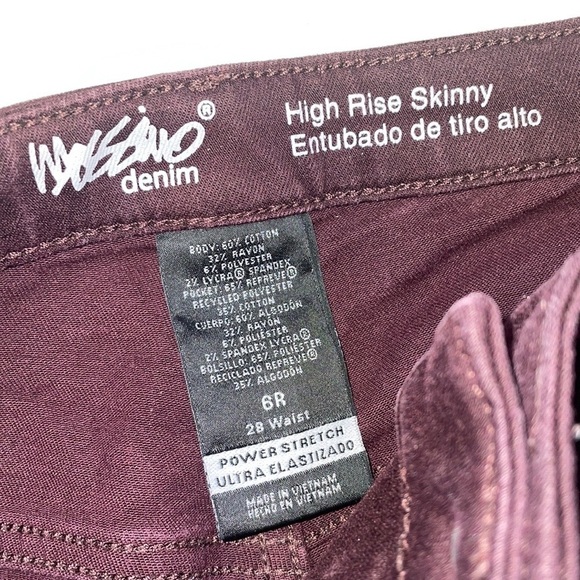 Mossimo®
denim
High Rise Skinny
Entubado de tiro alto
BODY: 60% COTTON
32% RAYON
6% POLYESTER
2% LYCRA® SPANDEX
POCKET: 65% REPREVE®
RECYCLED POLYESTER
35% COTTON
CUERPO: 60% ALGODON
32% RAYON
6% POLIÉSTER
2% SPANDEX LYCRA®
BOLSILLO: 65% POLIÉSTER
RECICLADO REPREVE®
35% ALGODÓN
6R
28 Waist
POWER STRETCH
ULTRA ELASTIZADO
MADE IN VIETNAM
HECHO EN VIETNAM